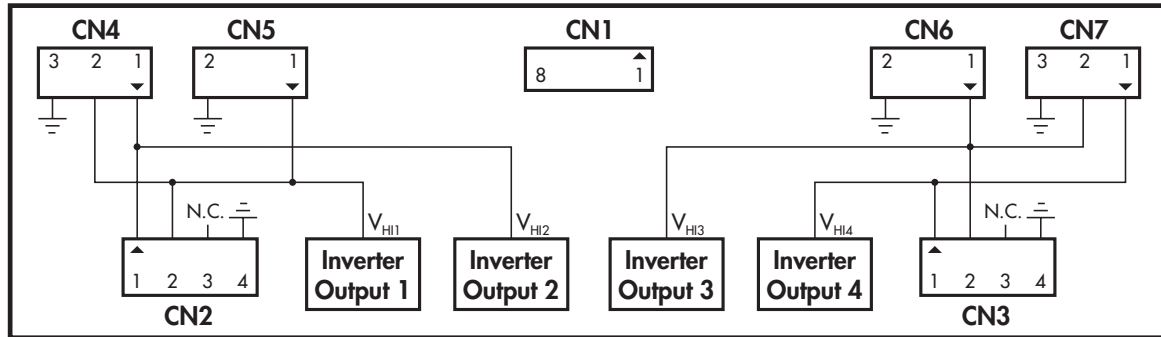 CN4 CN5 CN1 CN6 CN7
3 2 1 2 1 8 1 2 1 3 2 1
N.C. V_HI1 V_HI2 V_HI3 V_HI4 N.C.
Inverter Inverter Inverter Inverter
1 2 3 4 Output 1 Output 2 Output 3 Output 4 1 2 3 4
CN2 CN3